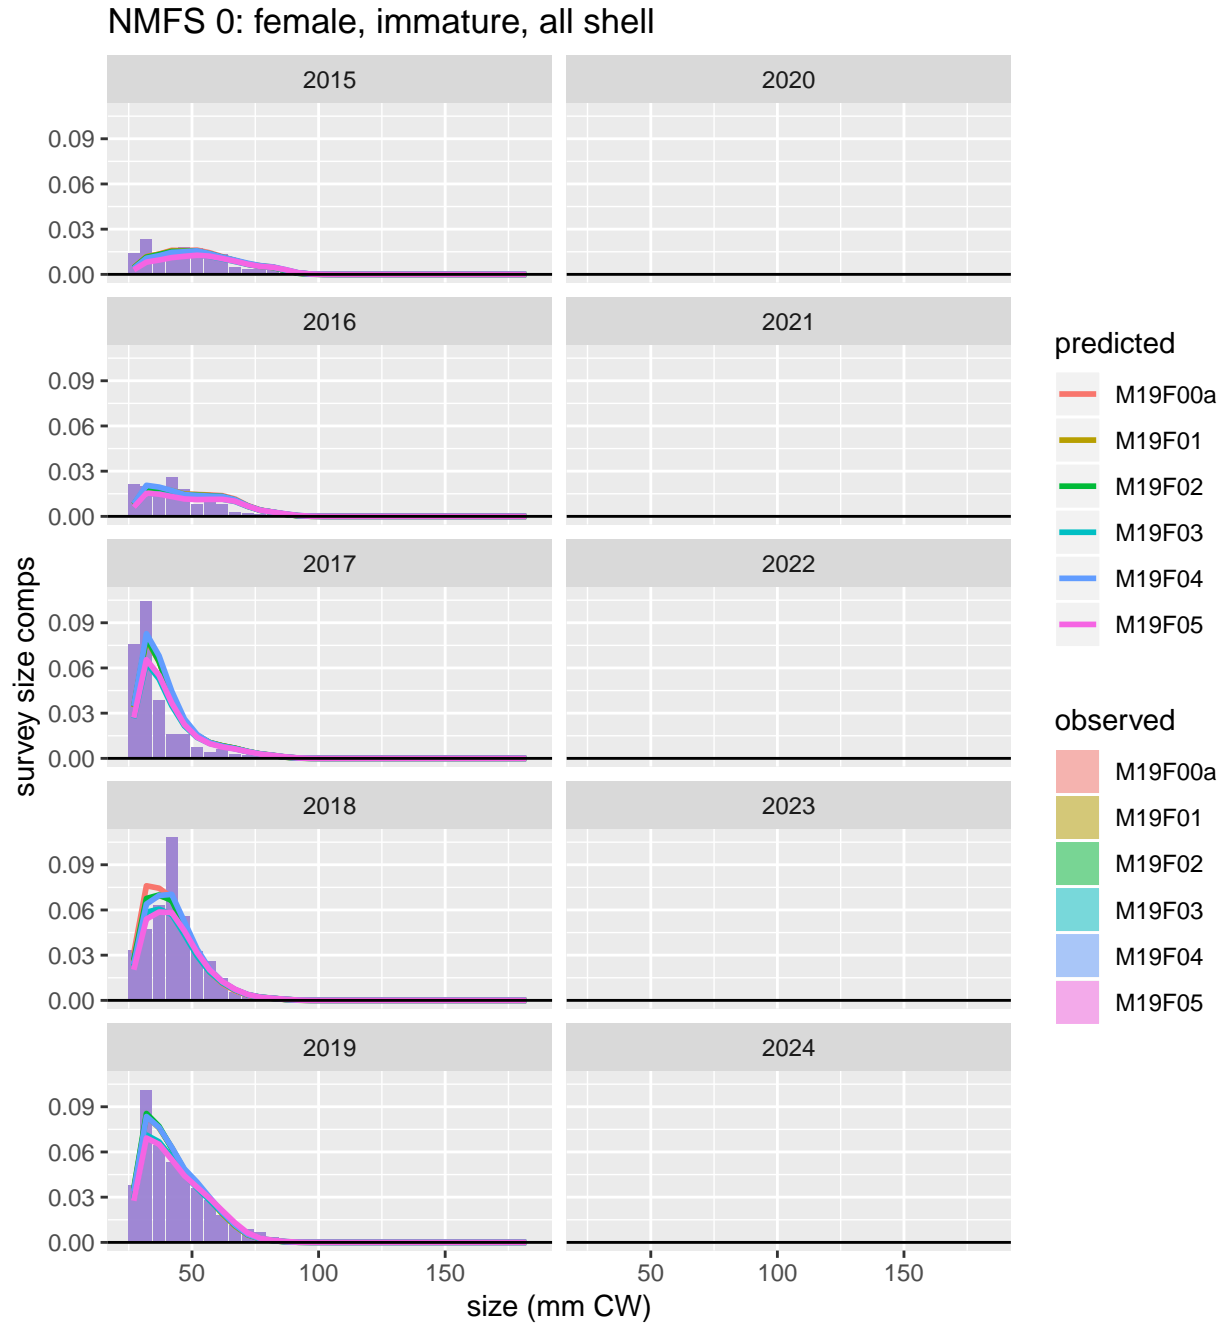 NMFS 0: female, immature, all shell
2015
2020
0.09
0.06
0.03
0.00
2016
2021
0.09
0.06
0.03
0.00
2017
2022
0.09
0.06
0.03
0.00
2018
2023
0.09
0.06
0.03
0.00
2019
2024
0.09
0.06
0.03
0.00
50
100
150
50
100
150
size (mm CW)
survey size comps
predicted
M19F00a
M19F01
M19F02
M19F03
M19F04
M19F05
observed
M19F00a
M19F01
M19F02
M19F03
M19F04
M19F05